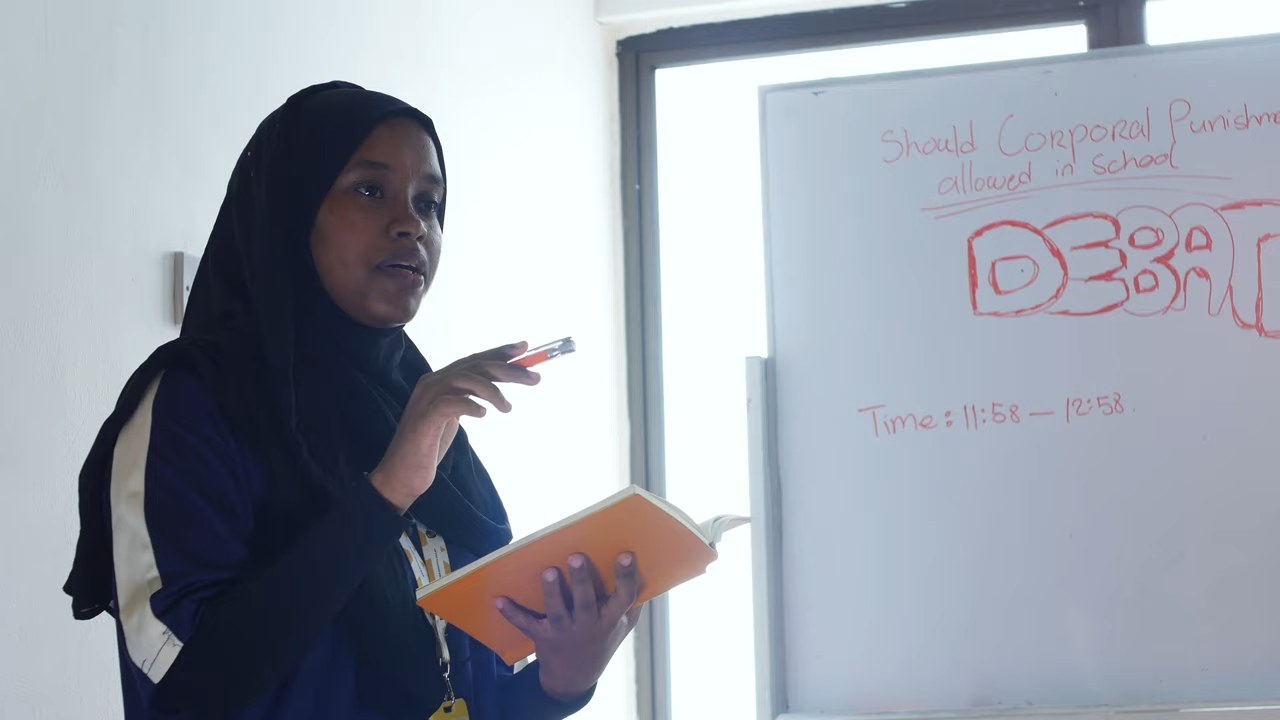 Should Corporal Punishme
allowed in school
DEBAT
Time: 11:58 — 12:58.